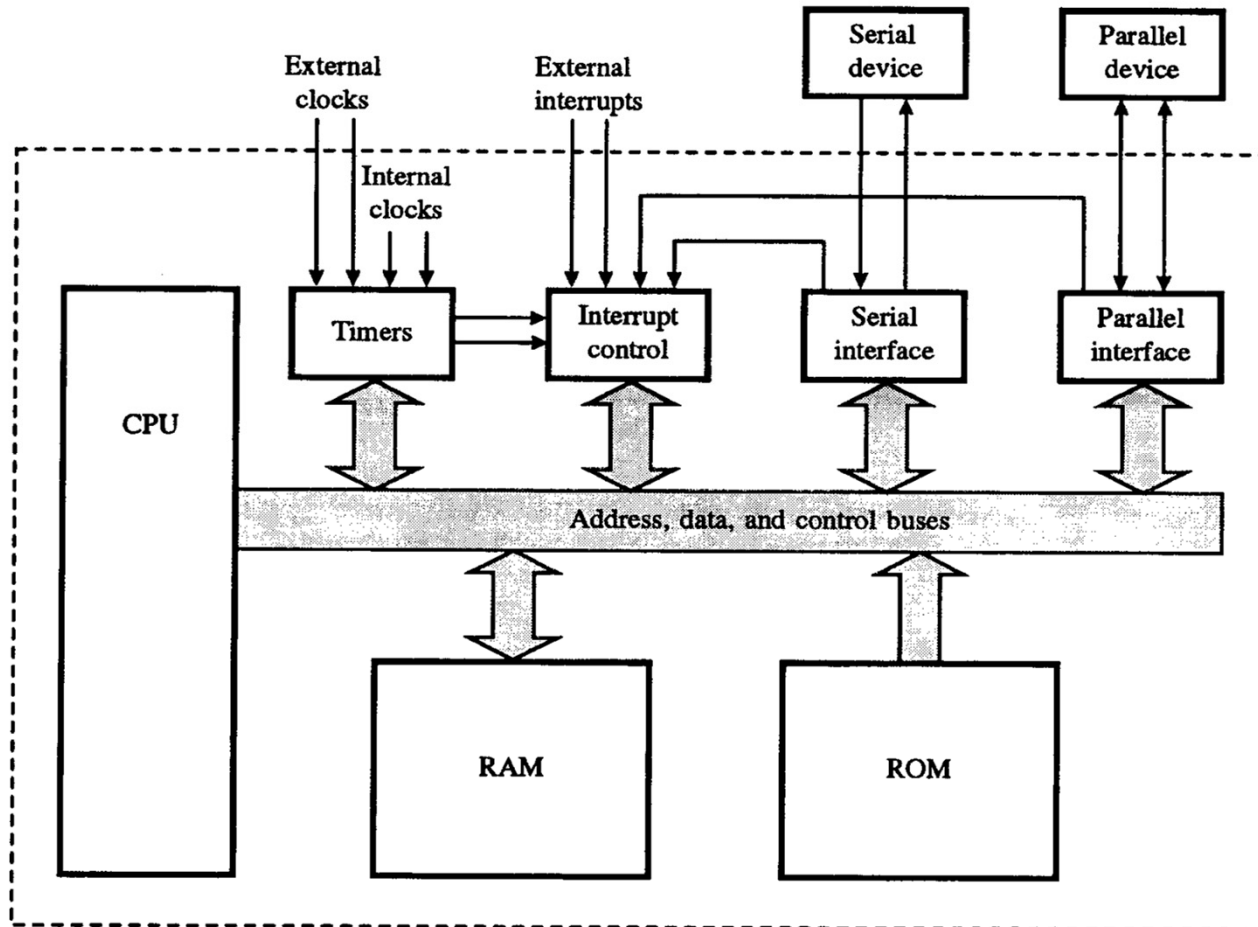 Serial
device
Parallel
device
External
clocks
External
interrupts
Internal
clocks
Timers
Interrupt
control
Serial
interface
Parallel
interface
CPU
Address, data, and control buses
RAM
ROM